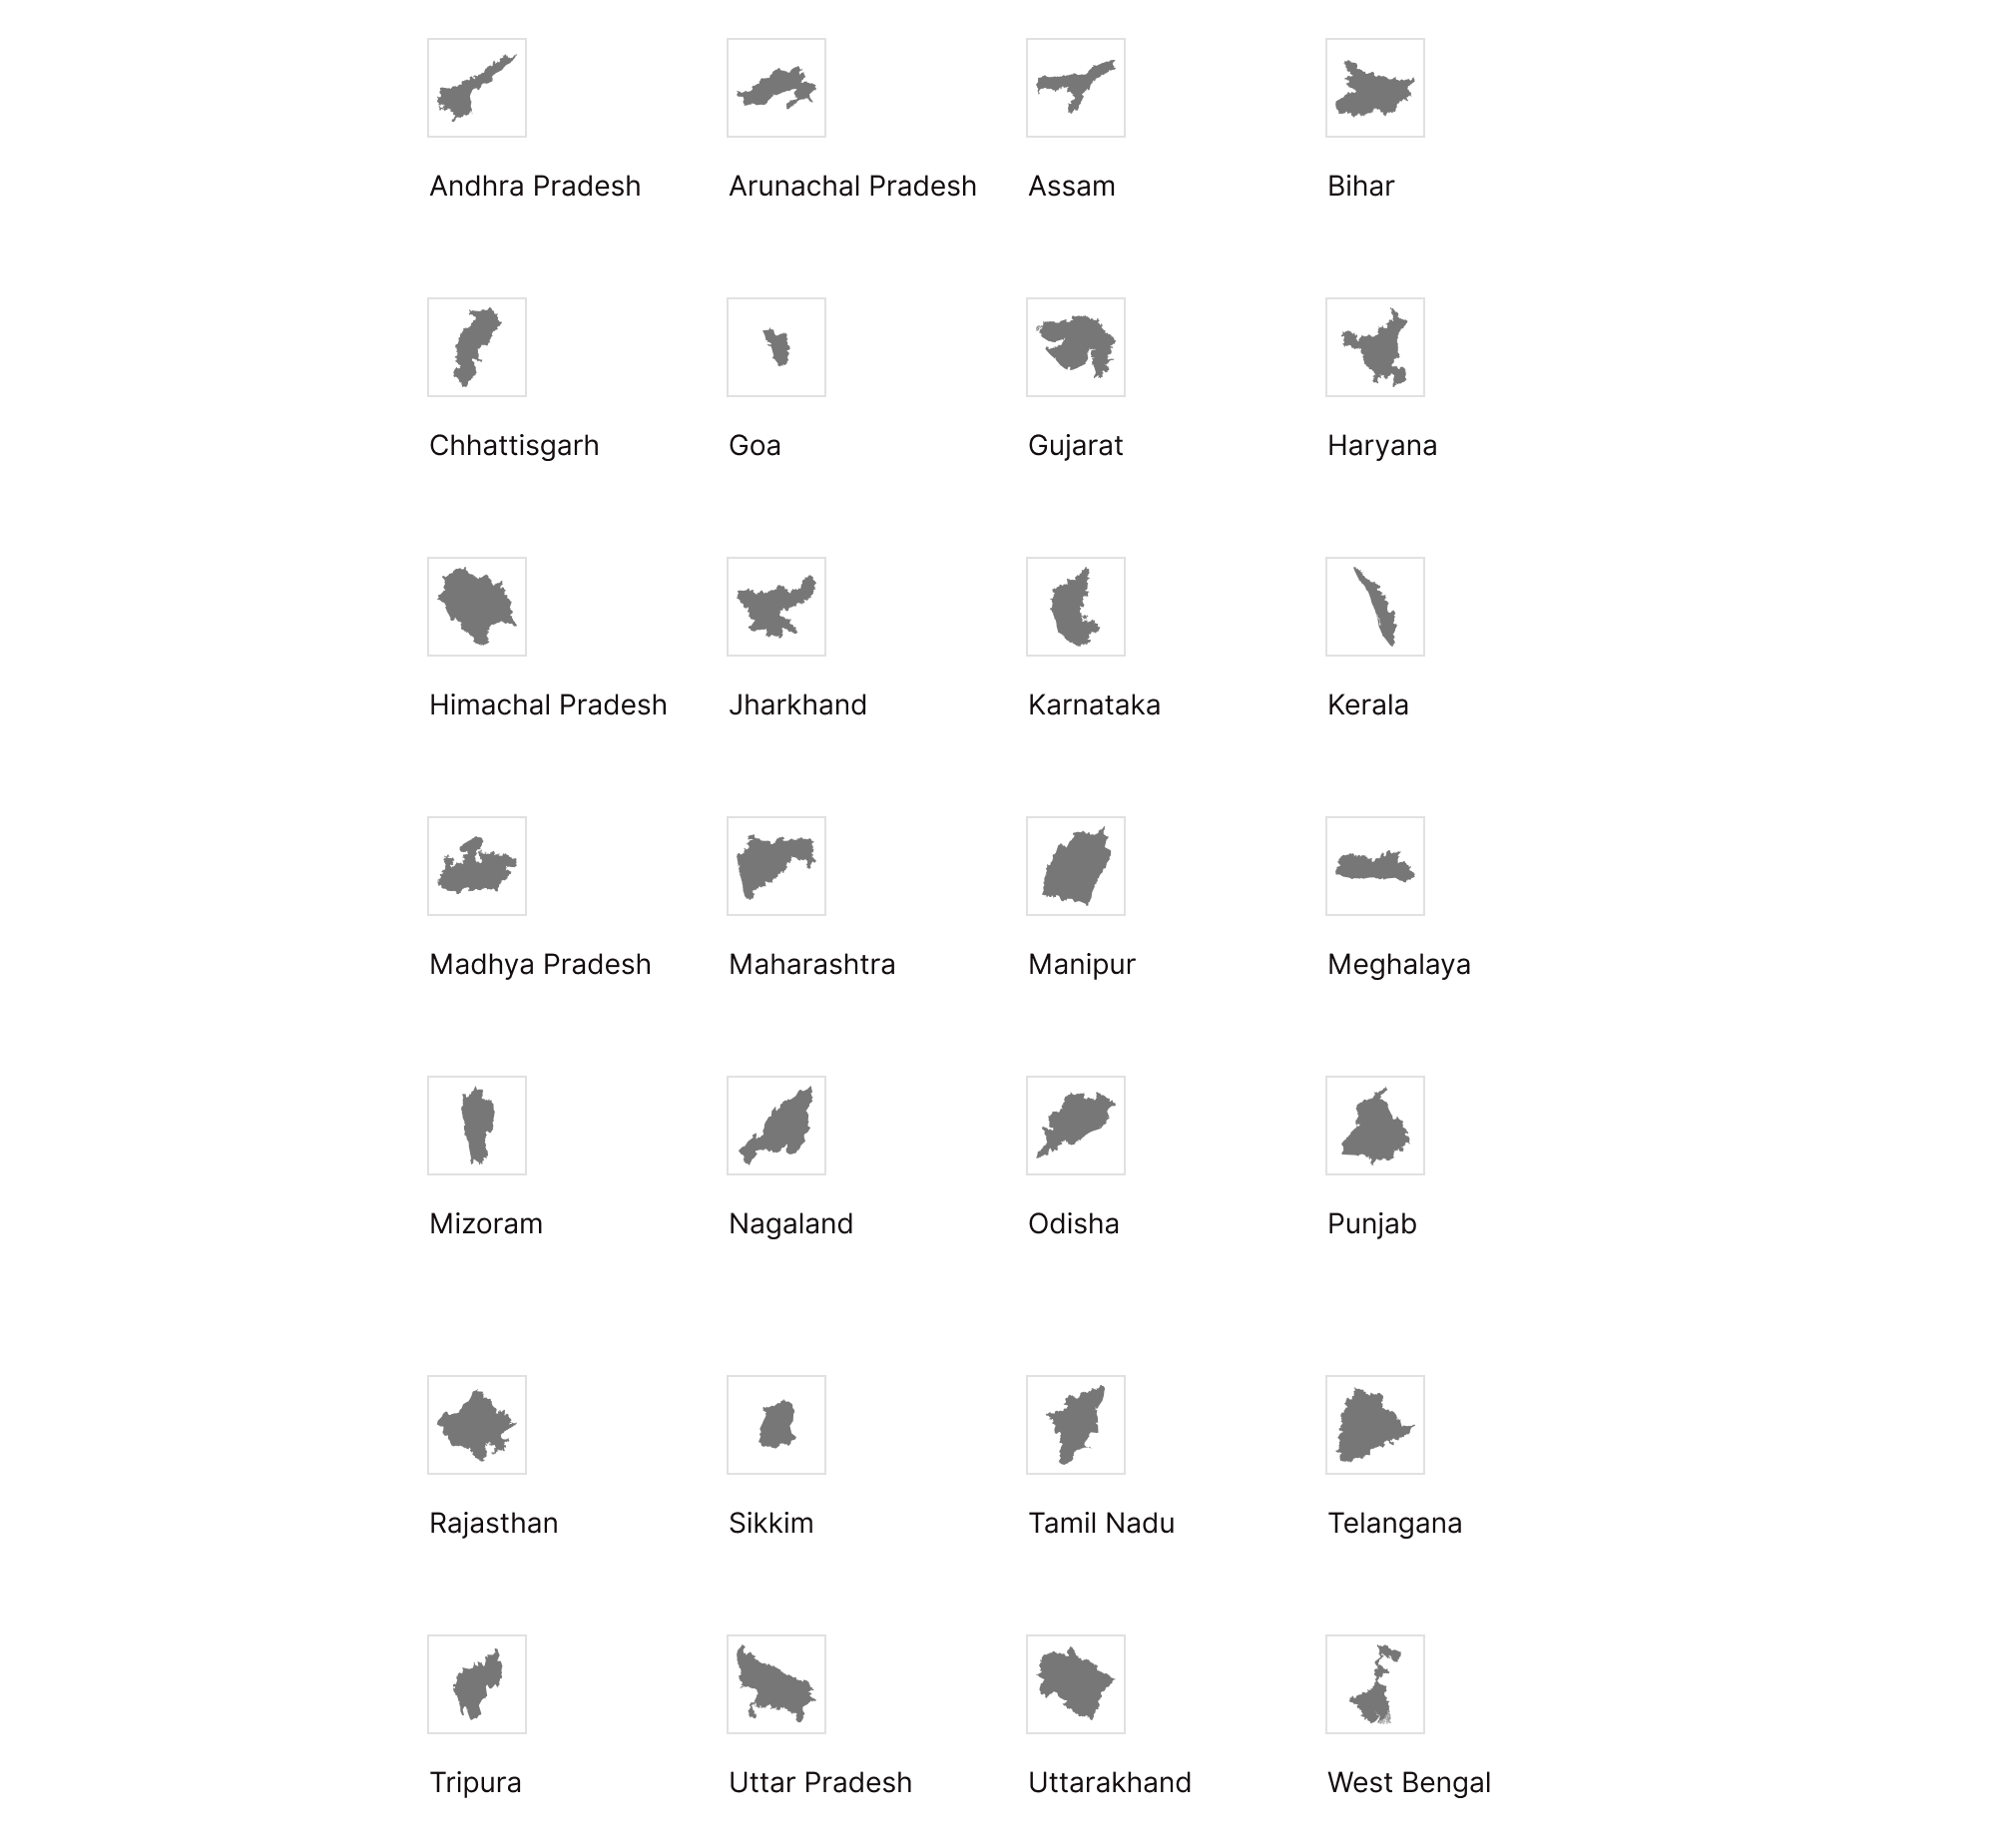 Andhra Pradesh
Arunachal Pradesh
Assam
Bihar
Chhattisgarh
Goa
Gujarat
Haryana
Himachal Pradesh
Jharkhand
Karnataka
Kerala
Madhya Pradesh
Maharashtra
Manipur
Meghalaya
Mizoram
Nagaland
Odisha
Punjab
Rajasthan
Sikkim
Tamil Nadu
Telangana
Tripura
Uttar Pradesh
Uttarakhand
West Bengal